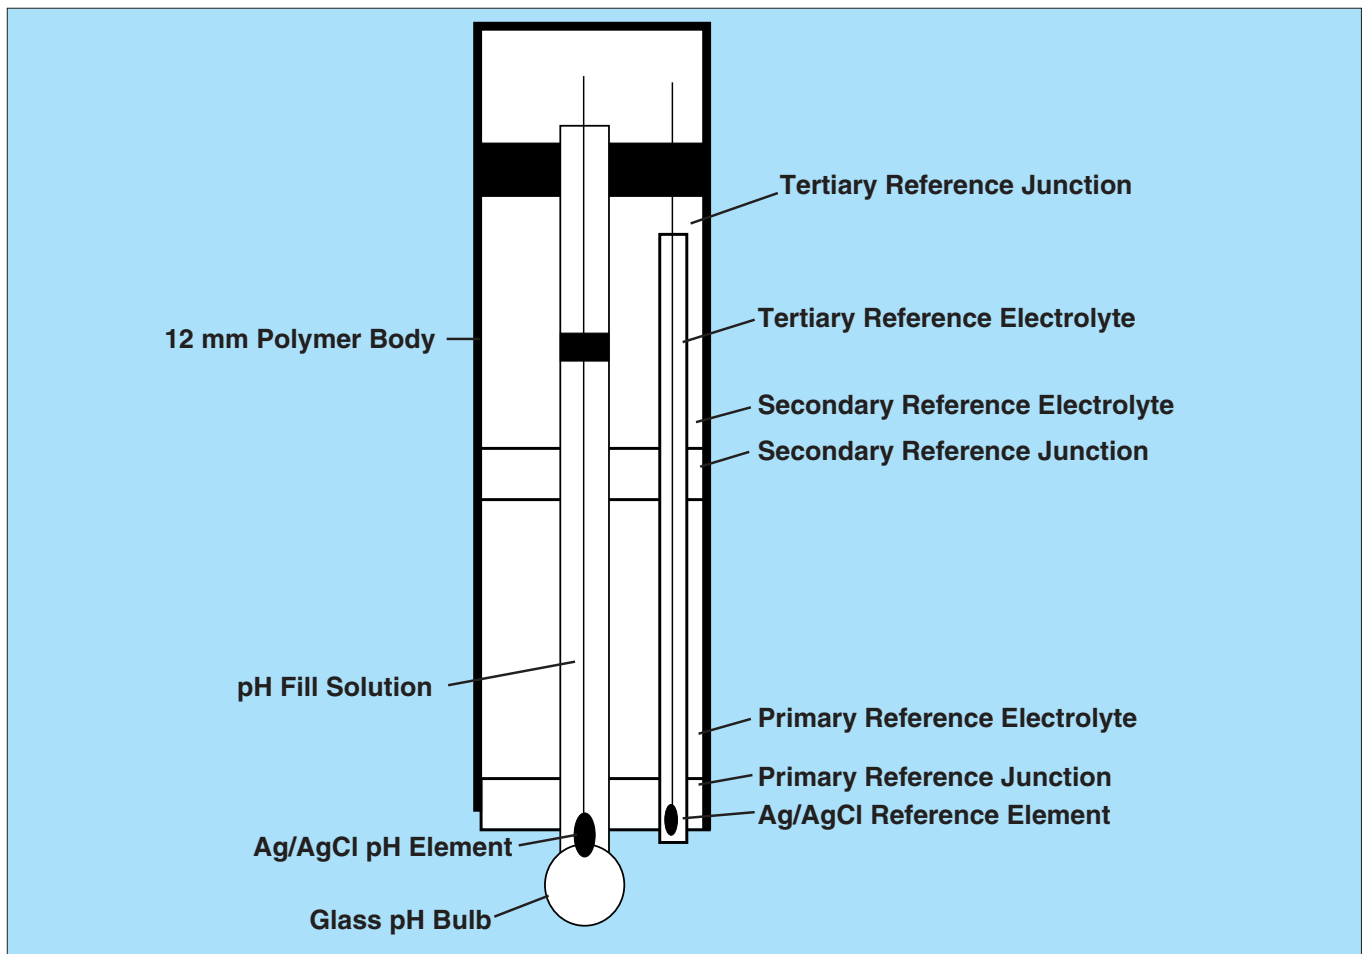 Tertiary Reference Junction
Tertiary Reference Electrolyte
12 mm Polymer Body
Secondary Reference Electrolyte
Secondary Reference Junction
pH Fill Solution
Primary Reference Electrolyte
Primary Reference Junction
Ag/AgCl Reference Element
Ag/AgCl pH Element
Glass pH Bulb